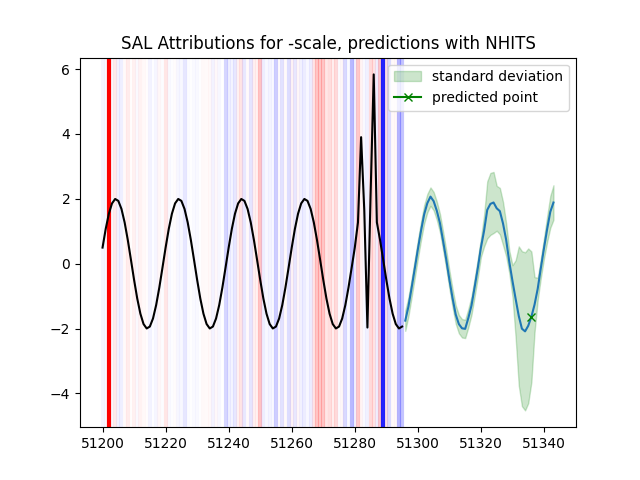 SAL Attributions for -scale, predictions with NHITS
standard deviation
predicted point
6
4
2
0
−2
−4
51200 51220 51240 51260 51280 51300 51320 51340